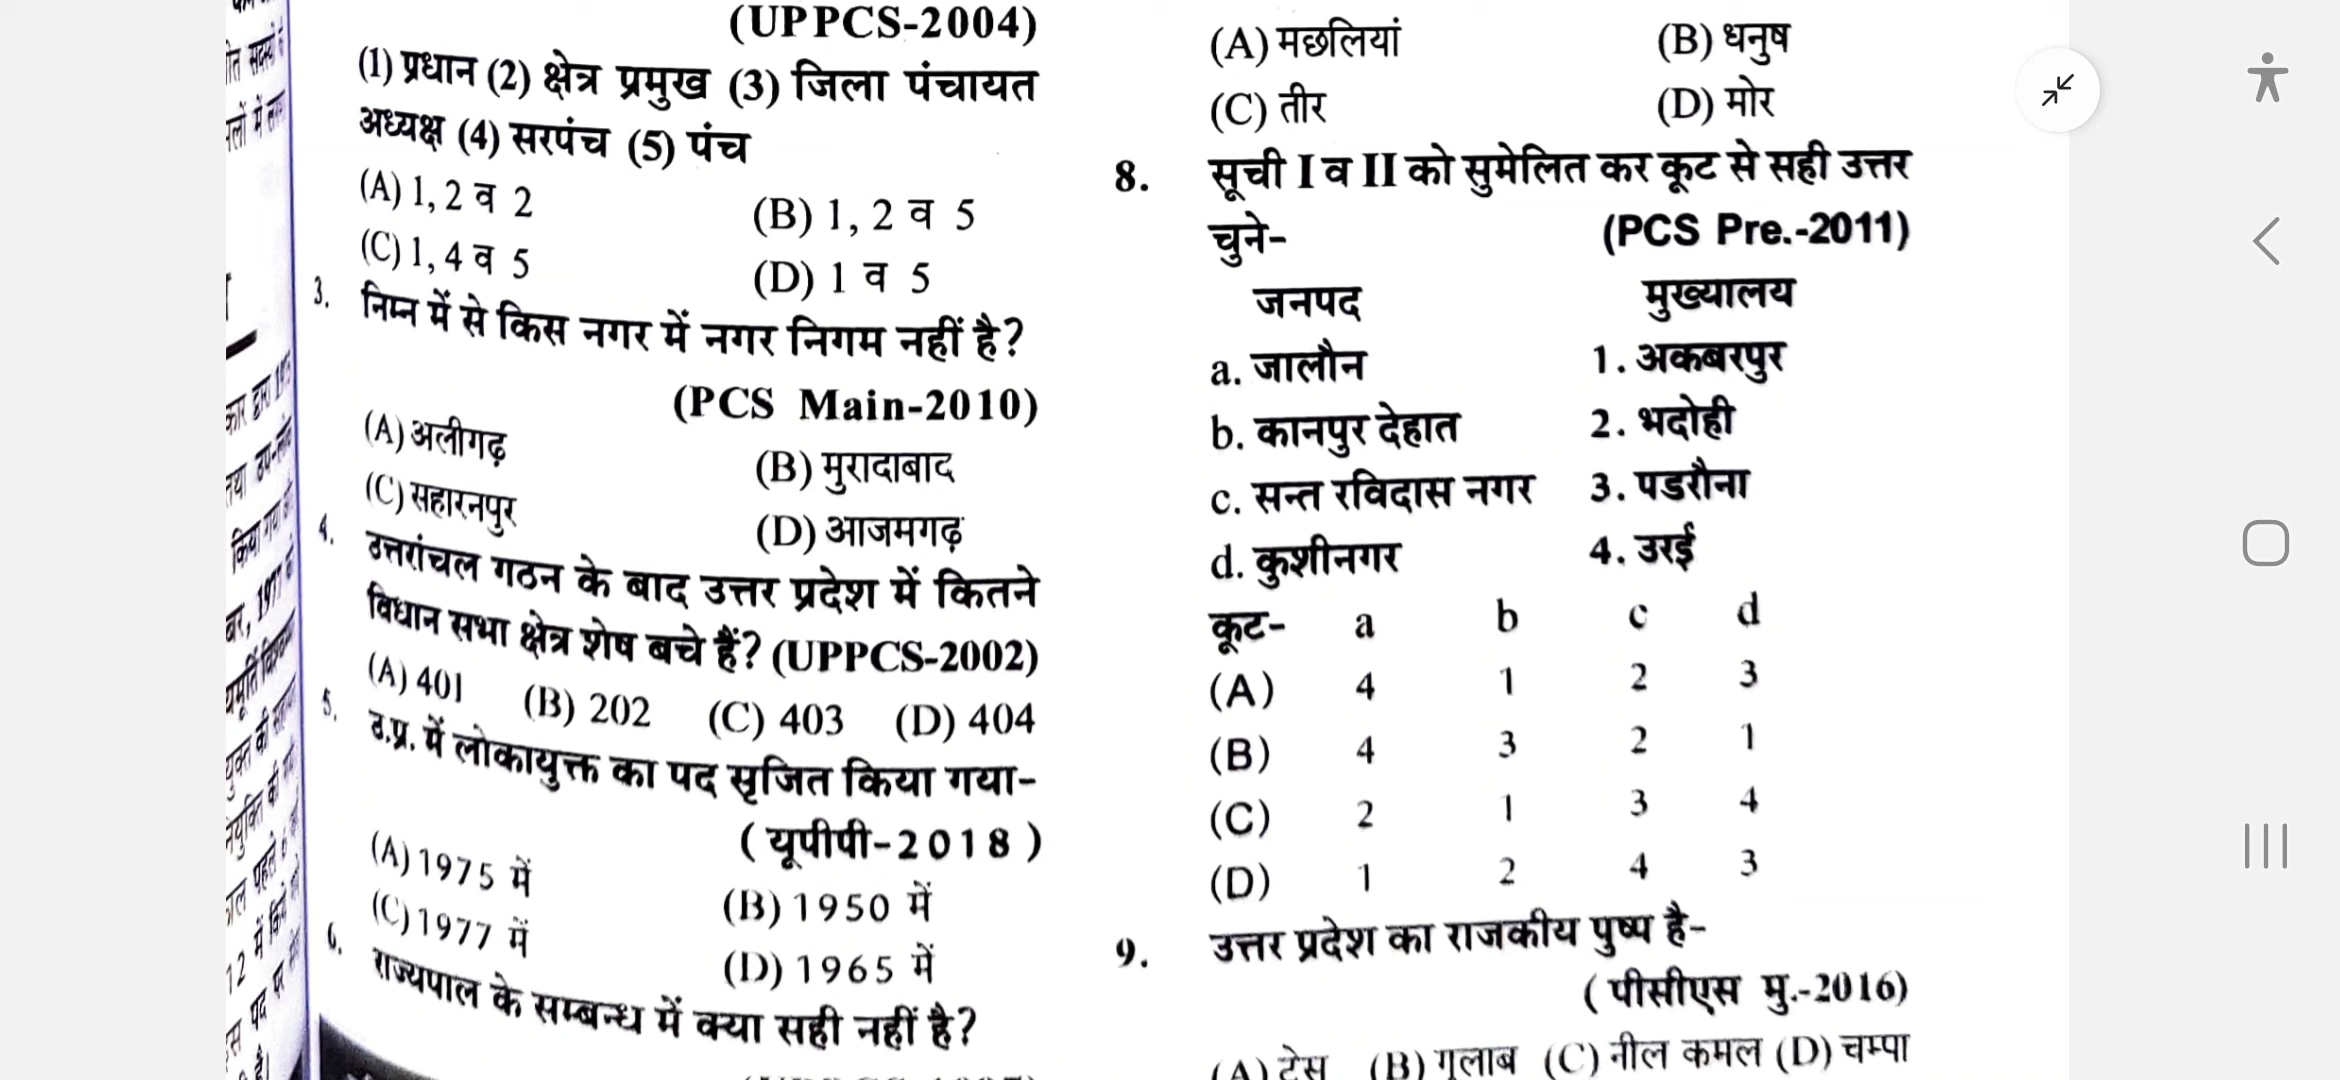 (UPPCS-2004)
(1) प्रधान (2) क्षेत्र प्रमुख (3) जिला पंचायत
अध्यक्ष (4) सरपंच (5) पंच
(A) 1, 2 व 2
(B) 1, 2 व 5
(C) 1, 4 व 5
(D) 1 व 5
3. निम्न में से किस नगर में नगर निगम नहीं है?
(PCS Main-2010)
(A) अलीगढ़
(B) मुरादाबाद
(C) सहारनपुर
(D) आजमगढ़
4. उत्तरांचल गठन के बाद उत्तर प्रदेश में कितने
विधान सभा क्षेत्र शेष बचे हैं? (UPPCS-2002)
(A) 401 (B) 202 (C) 403 (D) 404
5. उ.प्र. में लोकायुक्त का पद सृजित किया गया-
( यूपीपी-2018 )
(A) 1975 में
(B) 1950 में
(C) 1977 में
(D) 1965 में
6. राज्यपाल के सम्बन्ध में क्या सही नहीं है?
(A) मछलियां (B) धनुष
(C) तीर (D) मोर
8. सूची I व II को सुमेलित कर कूट से सही उत्तर
चुने- (PCS Pre.-2011)
जनपद मुख्यालय
a. जालौन 1. अकबरपुर
b. कानपुर देहात 2. भदोही
c. सन्त रविदास नगर 3. पडरौना
d. कुशीनगर 4. उरई
कूट- a b c d
(A) 4 1 2 3
(B) 4 3 2 1
(C) 2 1 3 4
(D) 1 2 4 3
9. उत्तर प्रदेश का राजकीय पुष्प है-
( पीसीएस मु.-2016)
(A) टेसू (B) गुलाब (C) नील कमल (D) चम्पा